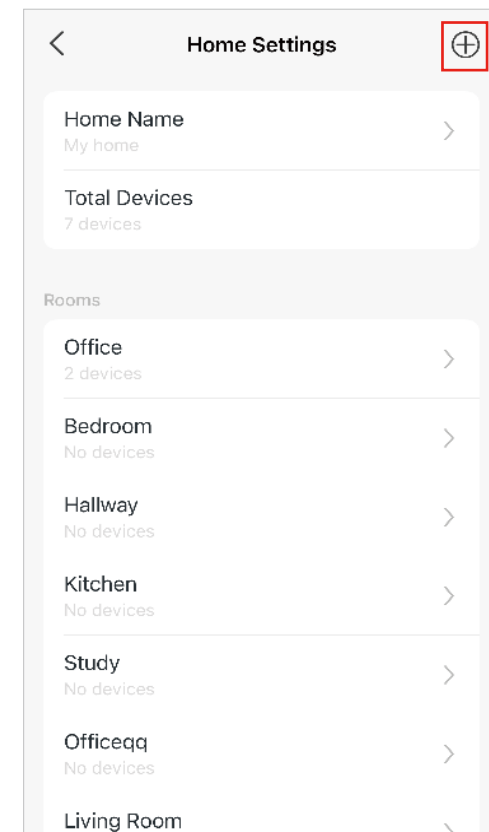 Home Settings
Home Name
My home
Total Devices
7 devices
Rooms
Office
2 devices
Bedroom
No devices
Hallway
No devices
Kitchen
No devices
Study
No devices
Officeqq
No devices
Living Room